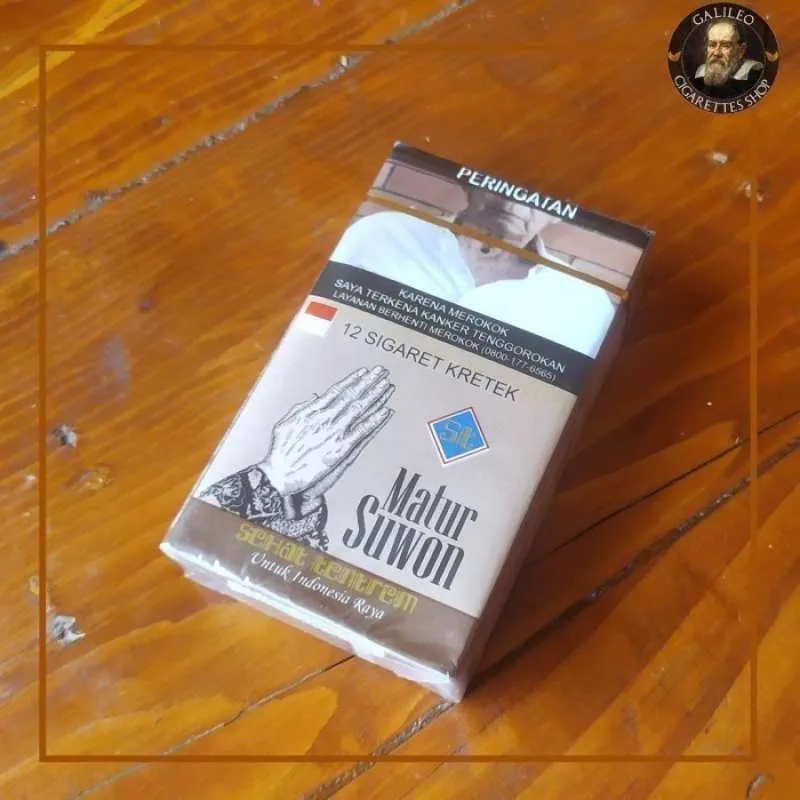 GALILEO
CIGARETTES SHOP
PERINGATAN
KARENA MEROKOK
SAYA TERKENA KANKER TENGGOROKAN
LAYANAN BERHENTI MEROKOK (0800-177-6565)
12 SIGARET KRETEK
St
Matur
Suwon
Sehat tentrem
Untuk Indonesia Raya